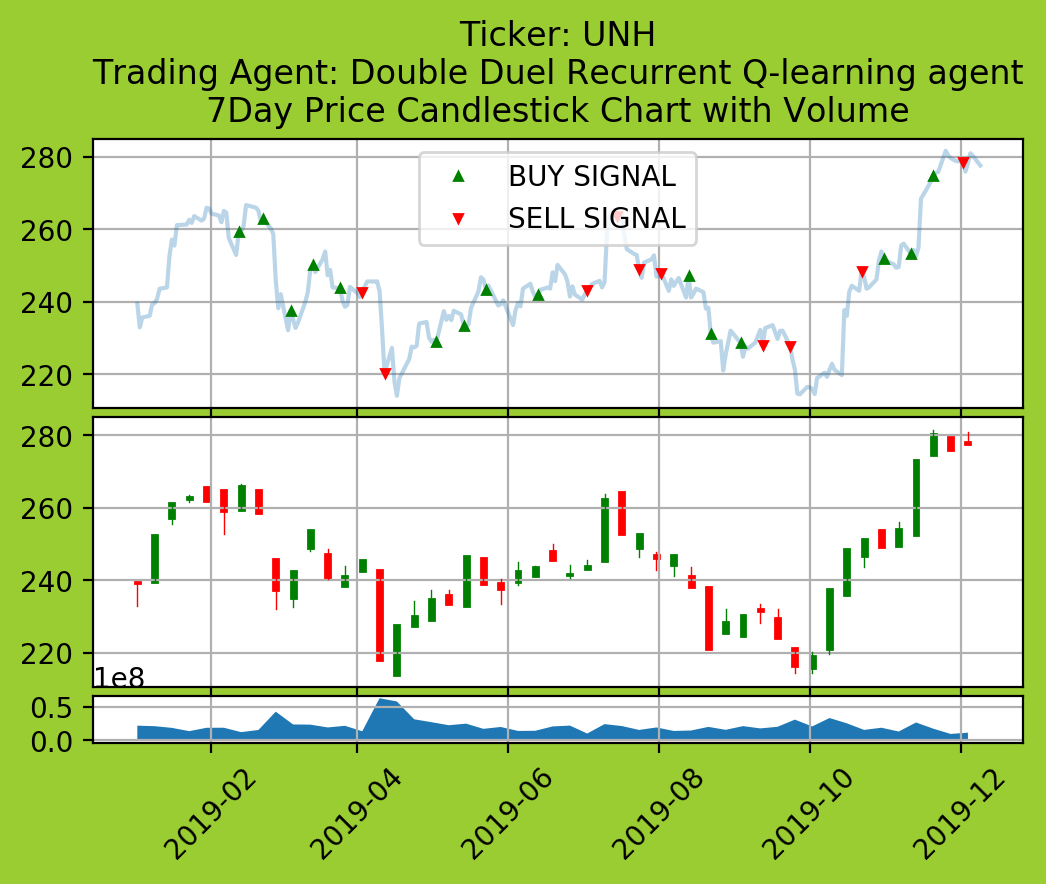 Ticker: UNH
Trading Agent: Double Duel Recurrent Q-learning agent
7Day Price Candlestick Chart with Volume
280
260
240
220
BUY SIGNAL
SELL SIGNAL
280
260
240
220
1e8
0.5
0.0
2019-02
2019-04
2019-06
2019-08
2019-10
2019-12